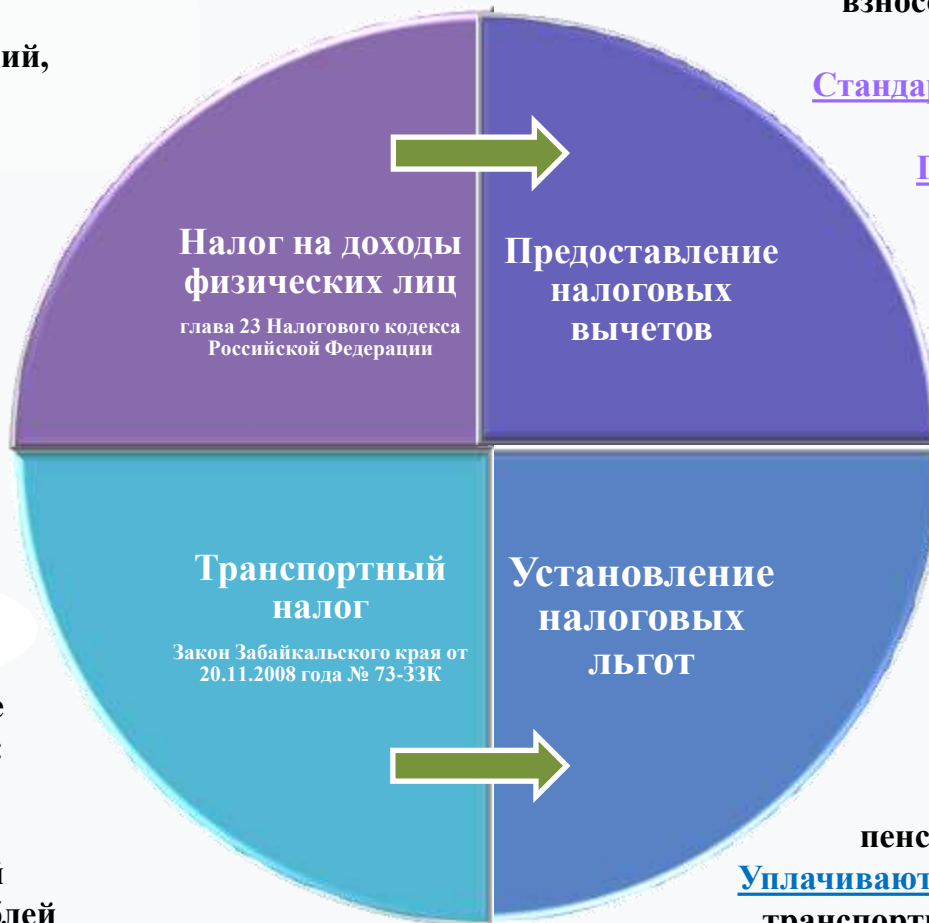 Налог на доходы
физических лиц
глава 23 Налогового кодекса
Российской Федерации
Предоставление
налоговых
вычетов
Транспортный
налог
Закон Забайкальского края от
20.11.2008 года № 73-ЗЗК
Установление
налоговых
льгот
Уплачивают